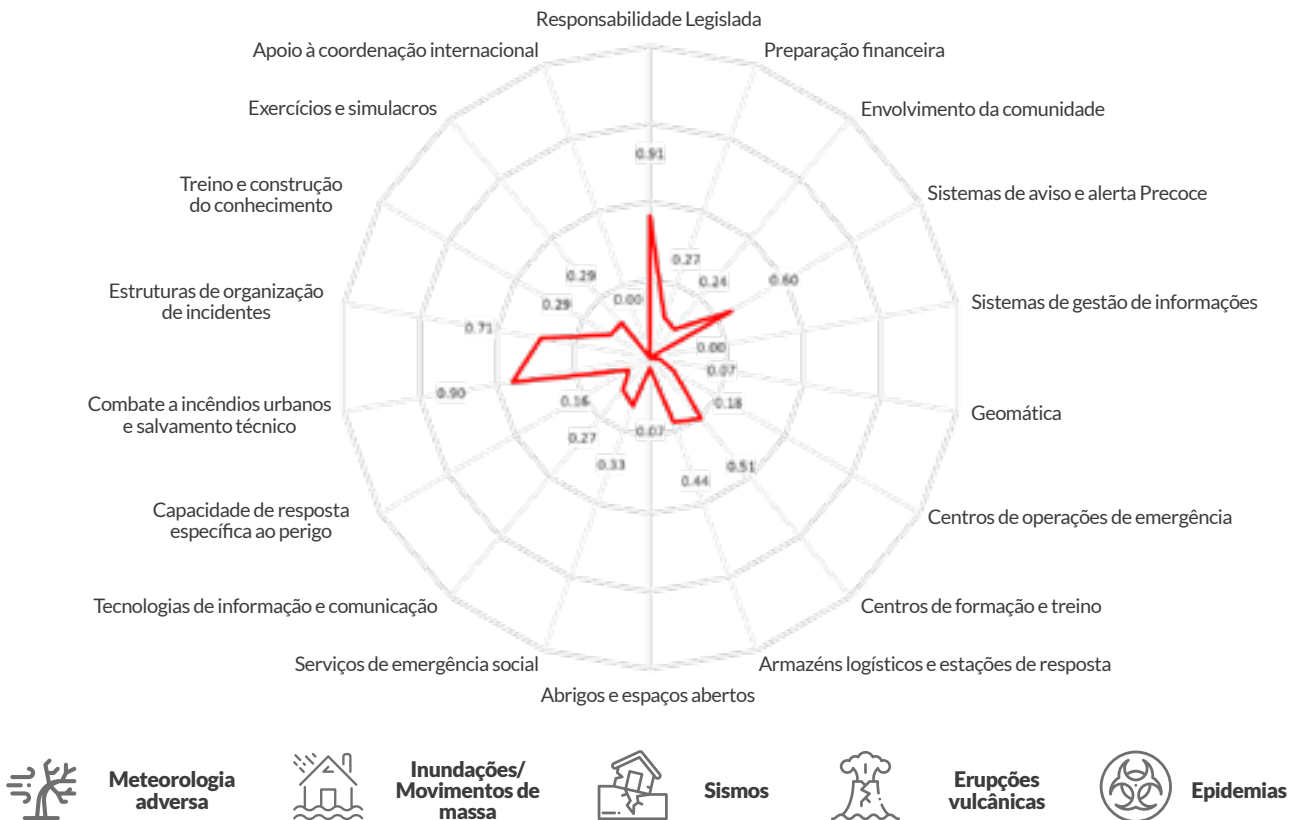 Responsabilidade Legislada
Apoio à coordenação internacional
Preparação financeira
Exercícios e simulacros
Envolvimento da comunidade
0.91
Treino e construção
do conhecimento
Sistemas de aviso e alerta Precoce
0.27
0.29
0.24
0.60
Estruturas de organização
de incidentes
0.29
0.00
Sistemas de gestão de informações
0.71
0.00
0.07
0.90
0.16
0.18
Combate a incêndios urbanos
e salvamento técnico
Geomática
0.27
0.07
0.33
0.51
0.44
Capacidade de resposta
específica ao perigo
Centros de operações de emergência
Tecnologias de informação e comunicação
Centros de formação e treino
Serviços de emergência social
Armazéns logísticos e estações de resposta
Abrigos e espaços abertos
Meteorologia
adversa
Inundações/
Movimentos de
massa
Sismos
Erupções
vulcânicas
Epidemias